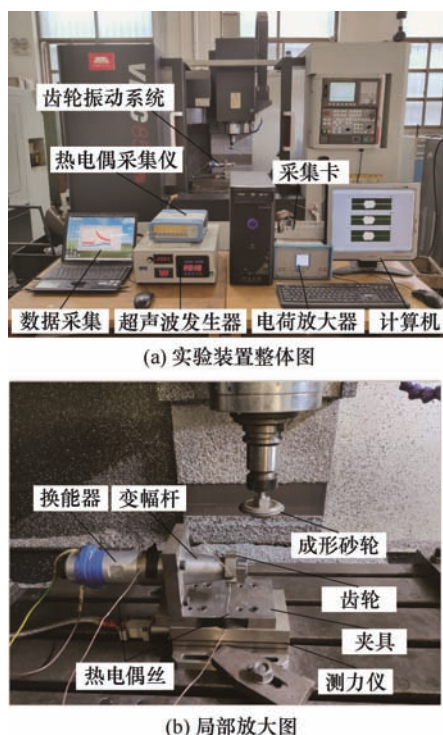 齿轮振动系统
热电偶采集仪
采集卡
数据采集
超声波发生器
电荷放大器
计算机
(a) 实验装置整体图
换能器
变幅杆
成形砂轮
齿轮
夹具
热电偶丝
测力仪
(b) 局部放大图